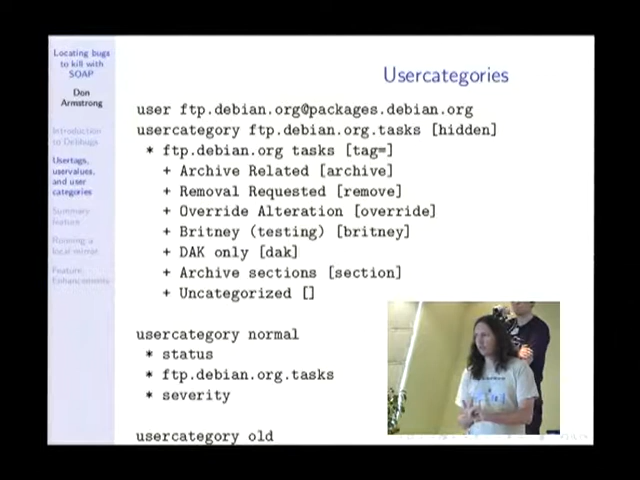 Locating bugs
to kill with
SOAP
Don
Armstrong
Introduction
to Debbugs
Usertags,
uservalues,
and user
categories
Summary
feature
Running a
local mirror
Feature
Enhancements
Usercategories
user ftp.debian.org@packages.debian.org
usercategory ftp.debian.org.tasks [hidden]
* ftp.debian.org tasks [tag=]
+ Archive Related [archive]
+ Removal Requested [remove]
+ Override Alteration [override]
+ Britney (testing) [britney]
+ DAK only [dak]
+ Archive sections [section]
+ Uncategorized []
usercategory normal
* status
* ftp.debian.org.tasks
* severity
usercategory old